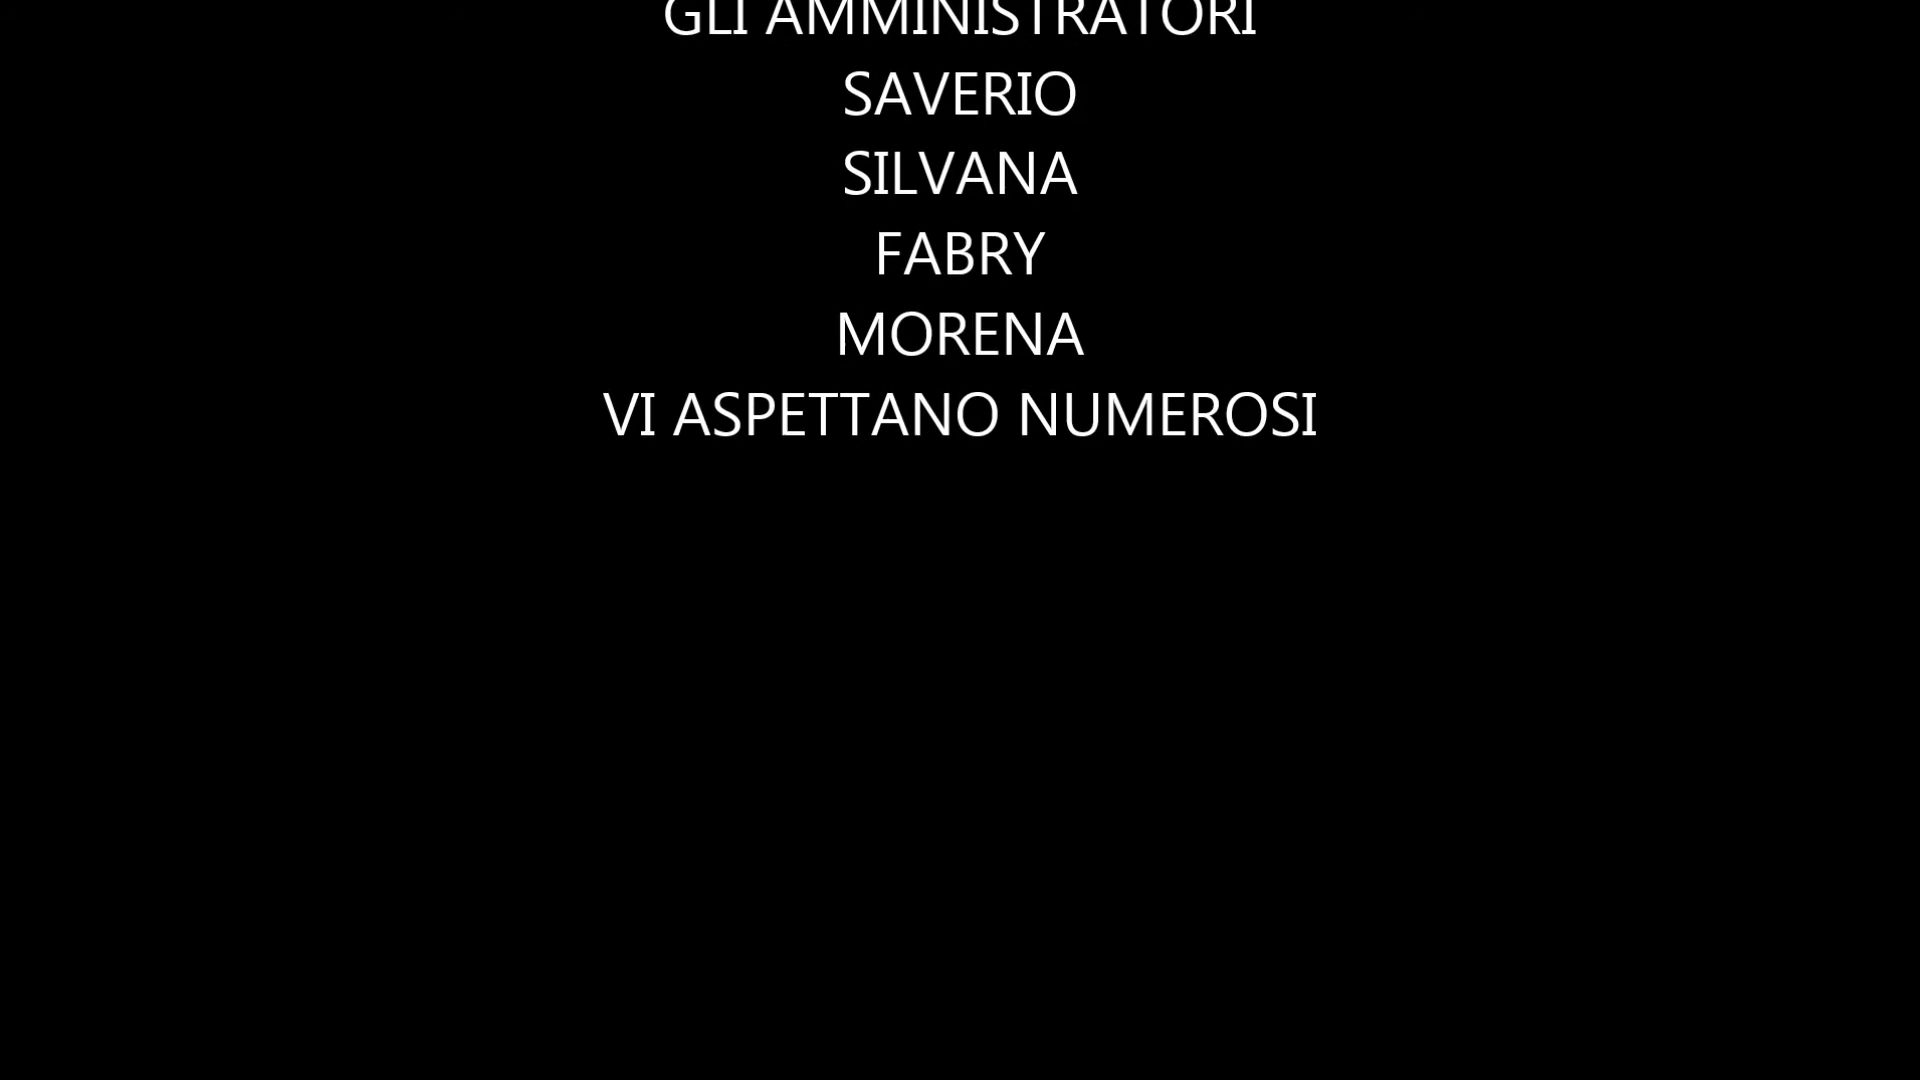 GLI AMMINISTRATORI
SAVERIO
SILVANA
FABRY
MORENA
VI ASPETTANO NUMEROSI